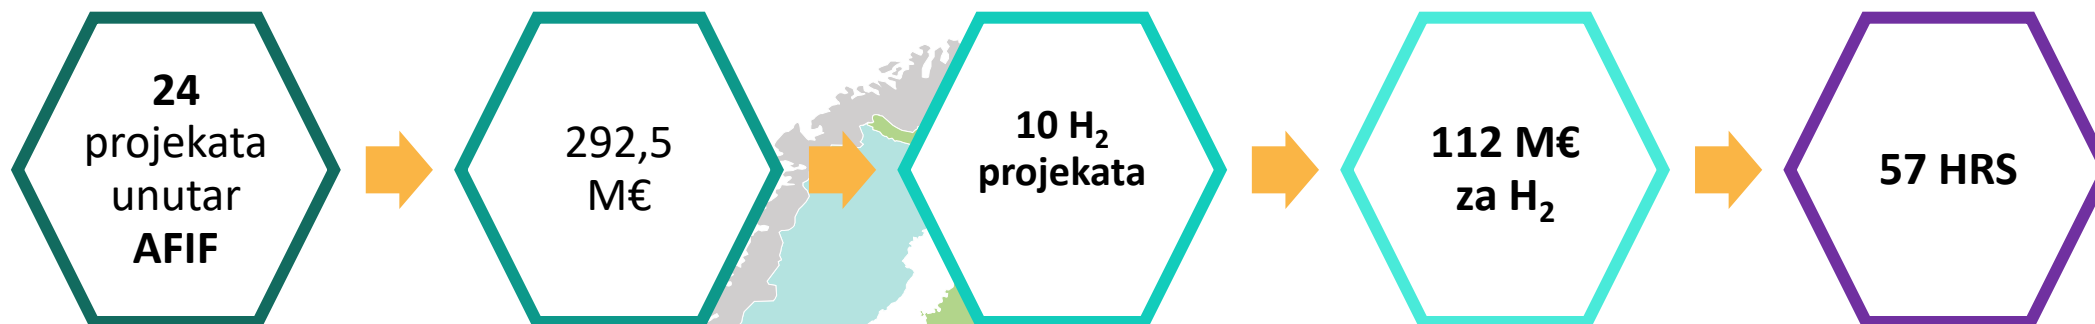 24
projekata
unutar
AFIF
292,5
M€
10 H₂
projekata
112 M€
za H₂
57 HRS